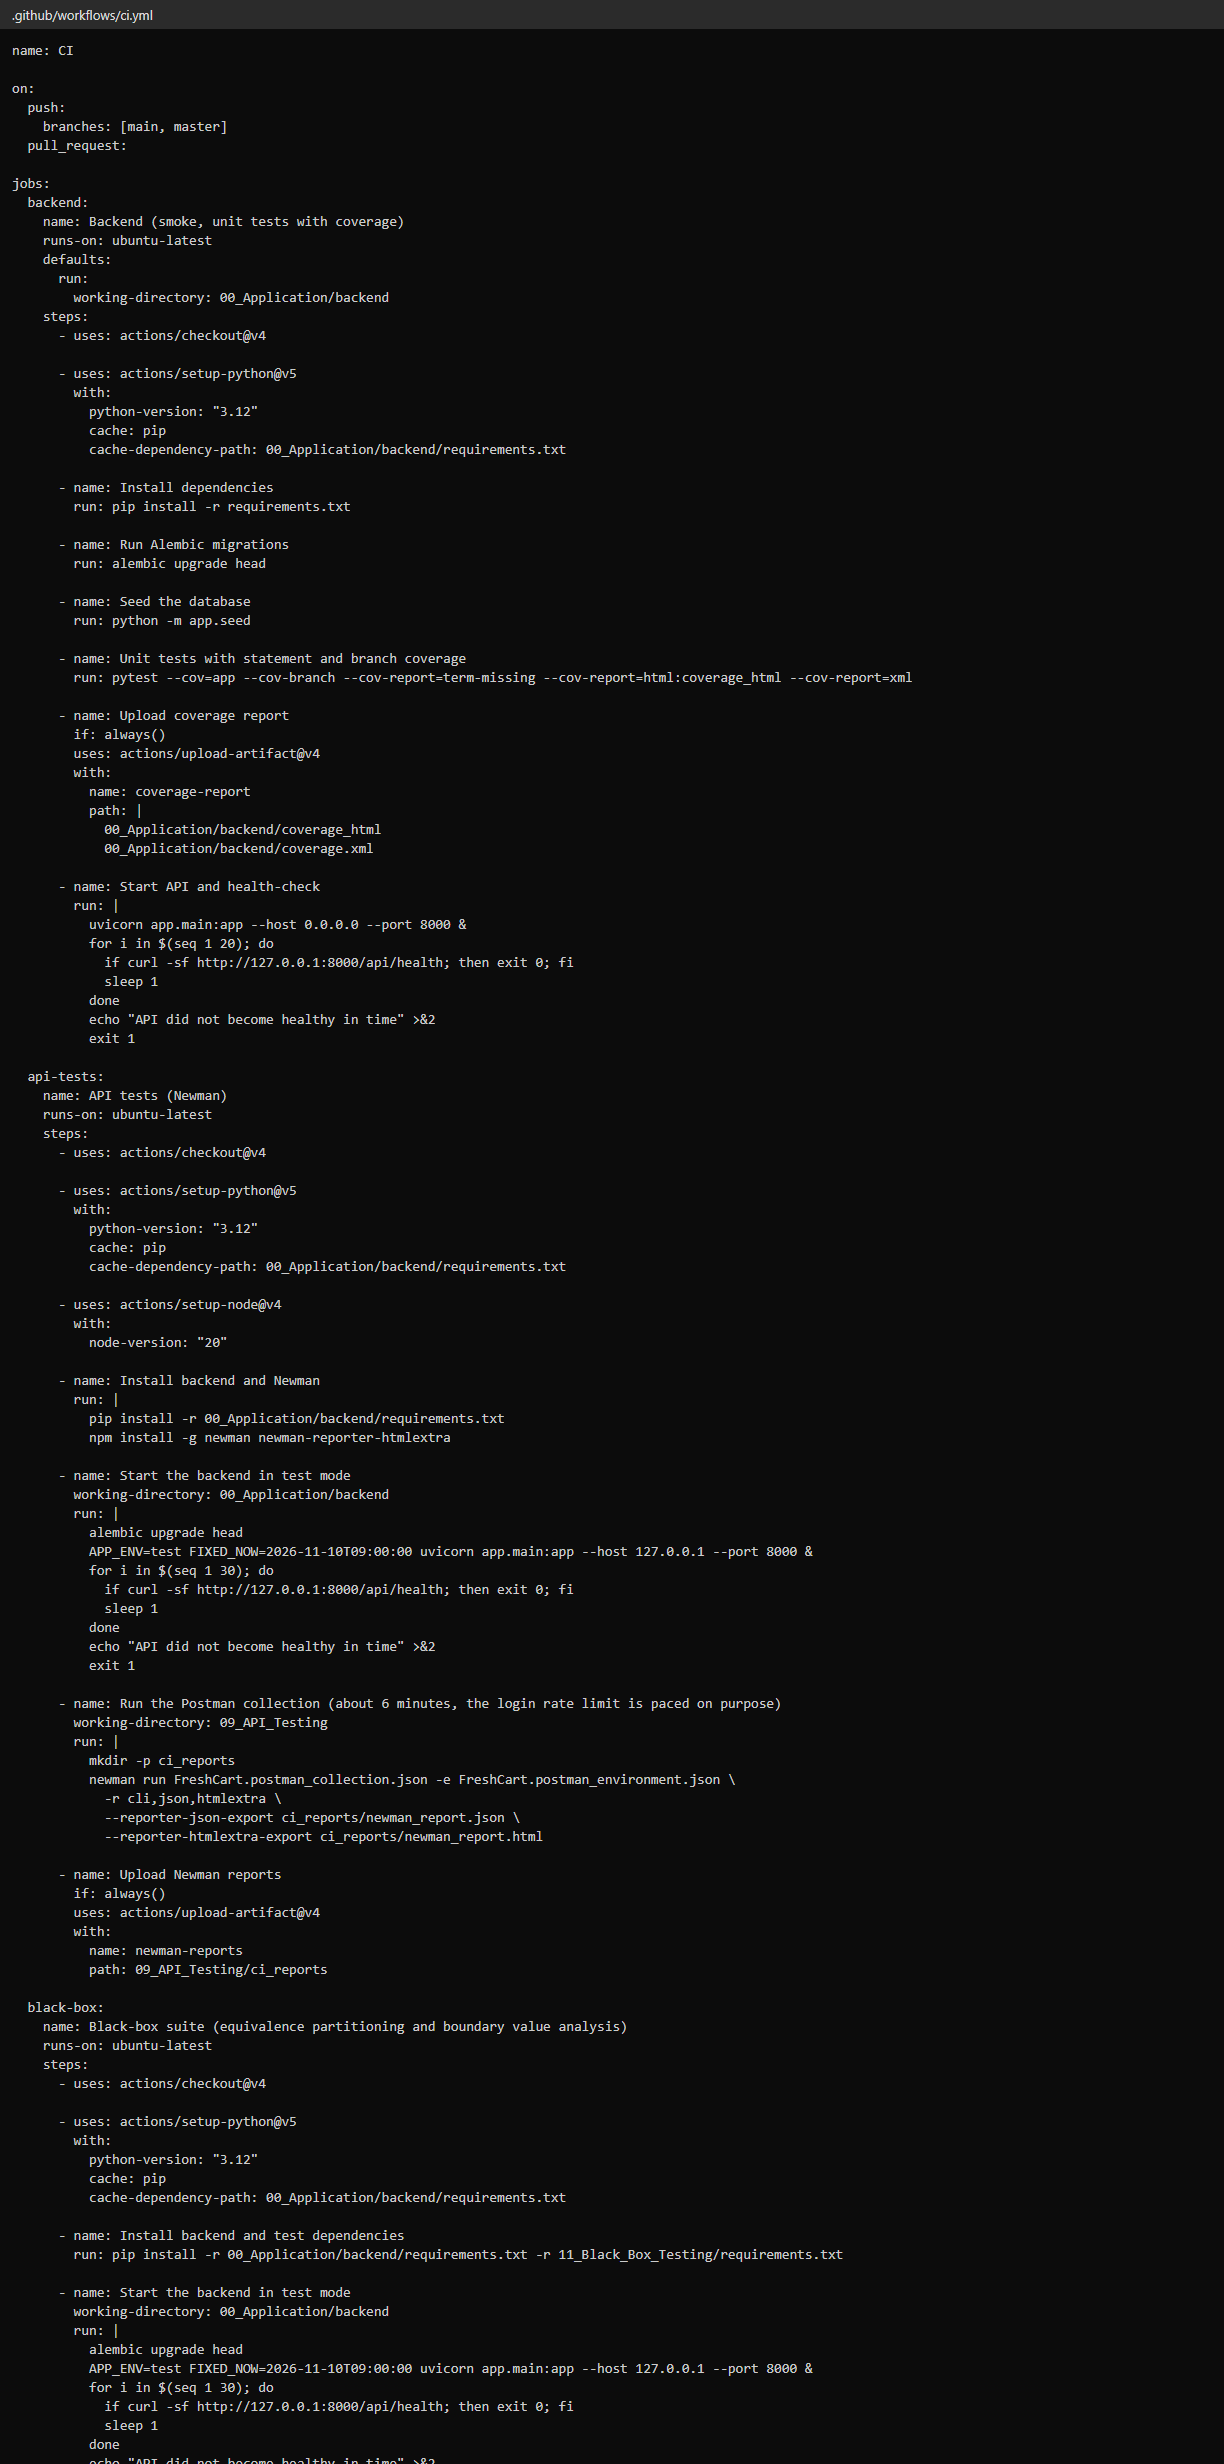 .github/workflows/ci.yml
name: CI

on:
  push:
    branches: [main, master]
  pull_request:

jobs:
  backend:
    name: Backend (smoke, unit tests with coverage)
    runs-on: ubuntu-latest
    defaults:
      run:
        working-directory: 00_Application/backend
    steps:
      - uses: actions/checkout@v4

      - uses: actions/setup-python@v5
        with:
          python-version: "3.12"
          cache: pip
          cache-dependency-path: 00_Application/backend/requirements.txt

      - name: Install dependencies
        run: pip install -r requirements.txt

      - name: Run Alembic migrations
        run: alembic upgrade head

      - name: Seed the database
        run: python -m app.seed

      - name: Unit tests with statement and branch coverage
        run: pytest --cov=app --cov-branch --cov-report=term-missing --cov-report=html:coverage_html --cov-report=xml

      - name: Upload coverage report
        if: always()
        uses: actions/upload-artifact@v4
        with:
          name: coverage-report
          path: |
            00_Application/backend/coverage_html
            00_Application/backend/coverage.xml

      - name: Start API and health-check
        run: |
          uvicorn app.main:app --host 0.0.0.0 --port 8000 &
          for i in $(seq 1 20); do
            if curl -sf http://127.0.0.1:8000/api/health; then exit 0; fi
            sleep 1
          done
          echo "API did not become healthy in time" >&2
          exit 1

  api-tests:
    name: API tests (Newman)
    runs-on: ubuntu-latest
    steps:
      - uses: actions/checkout@v4

      - uses: actions/setup-python@v5
        with:
          python-version: "3.12"
          cache: pip
          cache-dependency-path: 00_Application/backend/requirements.txt

      - uses: actions/setup-node@v4
        with:
          node-version: "20"

      - name: Install backend and Newman
        run: |
          pip install -r 00_Application/backend/requirements.txt
          npm install -g newman newman-reporter-htmlextra

      - name: Start the backend in test mode
        working-directory: 00_Application/backend
        run: |
          alembic upgrade head
          APP_ENV=test FIXED_NOW=2026-11-10T09:00:00 uvicorn app.main:app --host 127.0.0.1 --port 8000 &
          for i in $(seq 1 30); do
            if curl -sf http://127.0.0.1:8000/api/health; then exit 0; fi
            sleep 1
          done
          echo "API did not become healthy in time" >&2
          exit 1

      - name: Run the Postman collection (about 6 minutes, the login rate limit is paced on purpose)
        working-directory: 09_API_Testing
        run: |
          mkdir -p ci_reports
          newman run FreshCart.postman_collection.json -e FreshCart.postman_environment.json \
            -r cli,json,htmlextra \
            --reporter-json-export ci_reports/newman_report.json \
            --reporter-htmlextra-export ci_reports/newman_report.html

      - name: Upload Newman reports
        if: always()
        uses: actions/upload-artifact@v4
        with:
          name: newman-reports
          path: 09_API_Testing/ci_reports

  black-box:
    name: Black-box suite (equivalence partitioning and boundary value analysis)
    runs-on: ubuntu-latest
    steps:
      - uses: actions/checkout@v4

      - uses: actions/setup-python@v5
        with:
          python-version: "3.12"
          cache: pip
          cache-dependency-path: 00_Application/backend/requirements.txt

      - name: Install backend and test dependencies
        run: pip install -r 00_Application/backend/requirements.txt -r 11_Black_Box_Testing/requirements.txt

      - name: Start the backend in test mode
        working-directory: 00_Application/backend
        run: |
          alembic upgrade head
          APP_ENV=test FIXED_NOW=2026-11-10T09:00:00 uvicorn app.main:app --host 127.0.0.1 --port 8000 &
          for i in $(seq 1 30); do
            if curl -sf http://127.0.0.1:8000/api/health; then exit 0; fi
            sleep 1
          done
          echo "API did not become healthy in time" >&2